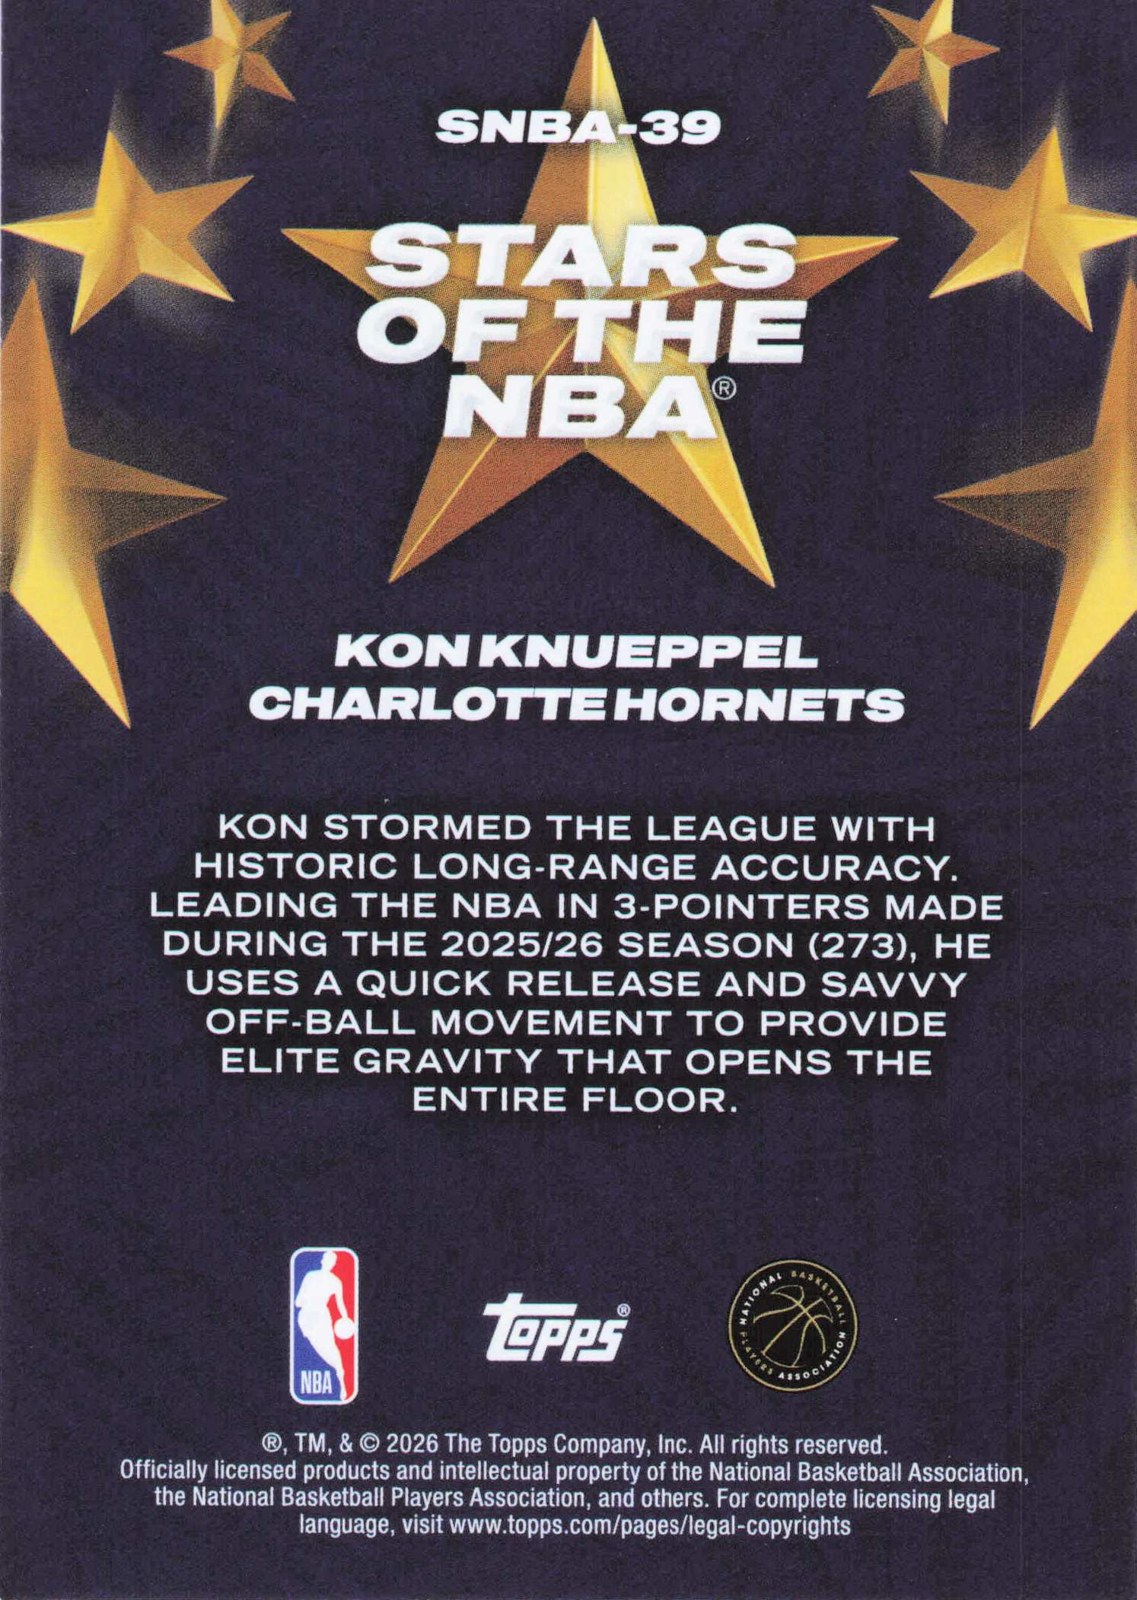 SNBA-39
STARS
OF THE
NBA®
KON KNUEPPEL
CHARLOTTE HORNETS
KON STORMED THE LEAGUE WITH
HISTORIC LONG-RANGE ACCURACY.
LEADING THE NBA IN 3-POINTERS MADE
DURING THE 2025/26 SEASON (273), HE
USES A QUICK RELEASE AND SAVVY
OFF-BALL MOVEMENT TO PROVIDE
ELITE GRAVITY THAT OPENS THE
ENTIRE FLOOR.
NBA
Topps®
NATIONAL BASKETBALL PLAYERS ASSOCIATION
®, TM, & © 2026 The Topps Company, Inc. All rights reserved.
Officially licensed products and intellectual property of the National Basketball Association,
the National Basketball Players Association, and others. For complete licensing legal
language, visit www.topps.com/pages/legal-copyrights